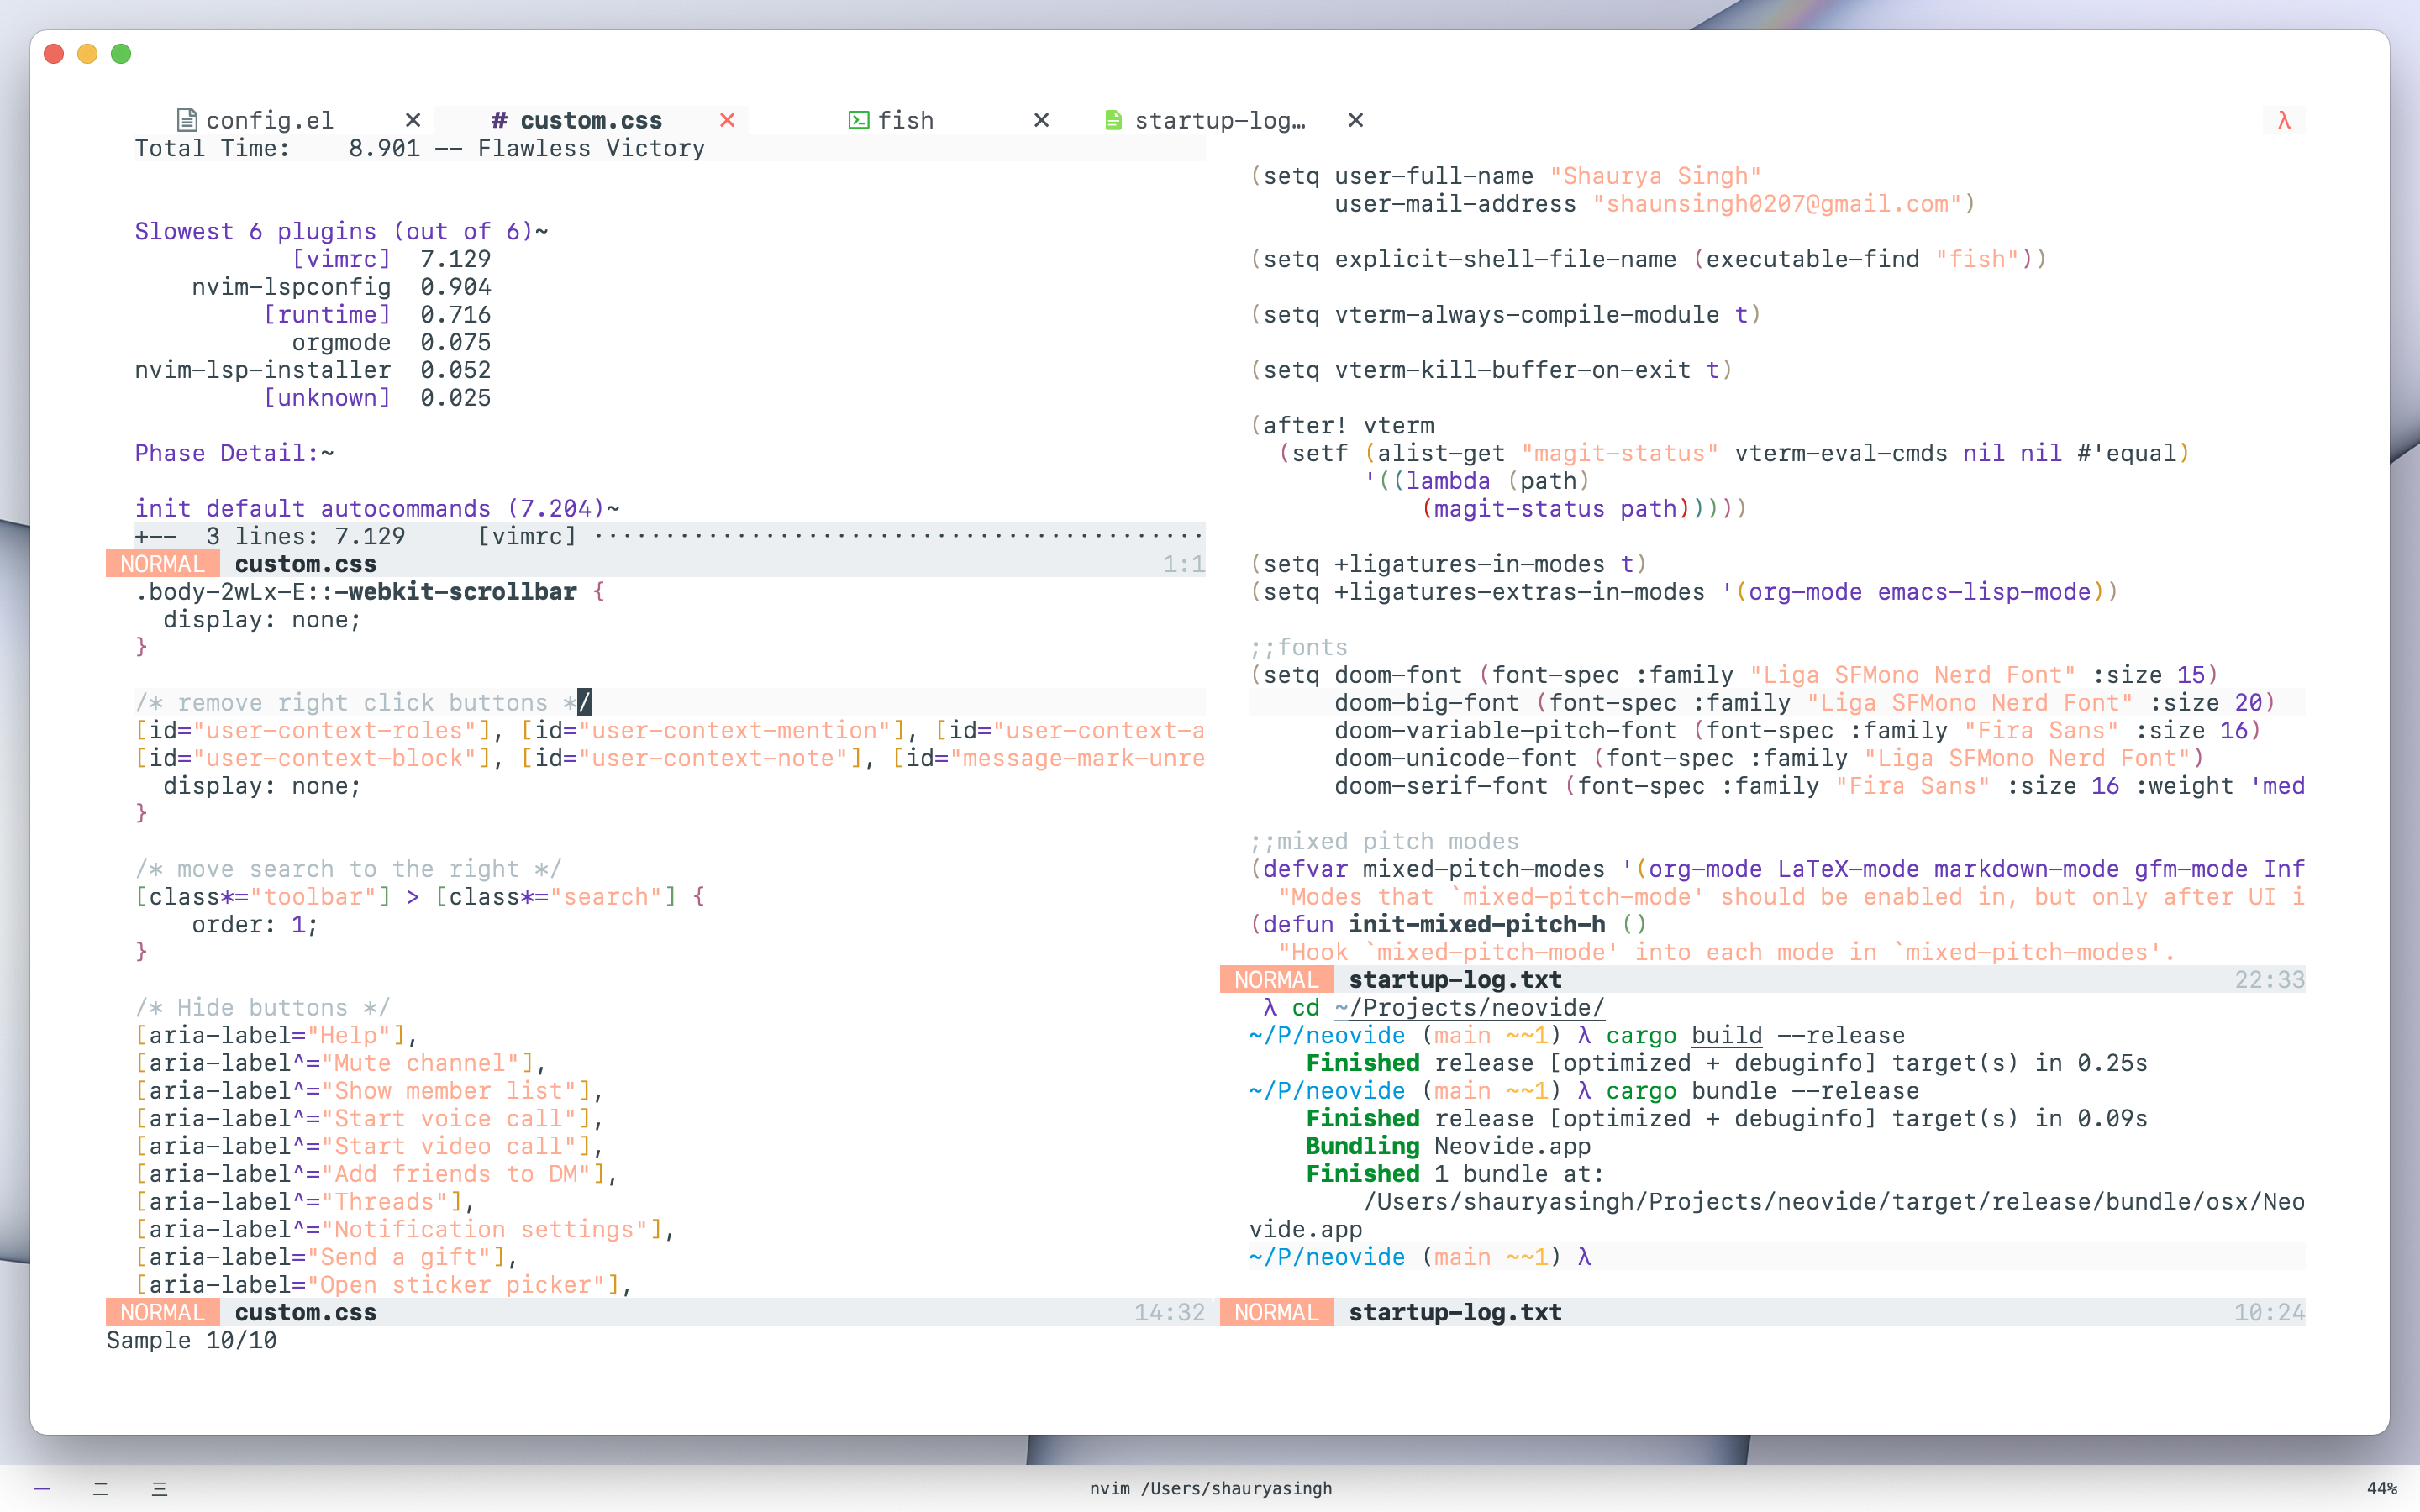 config.el ✕ # custom.css ✕ fish ✕ startup-log… ✕ λ
Total Time:    8.901 -- Flawless Victory
Slowest 6 plugins (out of 6)~
[vimrc]  7.129
nvim-lspconfig  0.904
[runtime]  0.716
orgmode  0.075
nvim-lsp-installer  0.052
[unknown]  0.025
Phase Detail:~
init default autocommands (7.204)~
+--  3 lines: 7.129     [vimrc] ···········································
NORMAL  custom.css 1:1
.body-2wLx-E::-webkit-scrollbar {
  display: none;
}
/* remove right click buttons */
[id="user-context-roles"], [id="user-context-mention"], [id="user-context-a
[id="user-context-block"], [id="user-context-note"], [id="message-mark-unre
  display: none;
}
/* move search to the right */
[class*="toolbar"] > [class*="search"] {
    order: 1;
}
/* Hide buttons */
[aria-label="Help"],
[aria-label^="Mute channel"],
[aria-label^="Show member list"],
[aria-label^="Start voice call"],
[aria-label^="Start video call"],
[aria-label^="Add friends to DM"],
[aria-label^="Threads"],
[aria-label^="Notification settings"],
[aria-label="Send a gift"],
[aria-label="Open sticker picker"],
NORMAL  custom.css 14:32
Sample 10/10
(setq user-full-name "Shaurya Singh"
      user-mail-address "shaunsingh0207@gmail.com")
(setq explicit-shell-file-name (executable-find "fish"))
(setq vterm-always-compile-module t)
(setq vterm-kill-buffer-on-exit t)
(after! vterm
  (setf (alist-get "magit-status" vterm-eval-cmds nil nil #'equal)
        '((lambda (path)
            (magit-status path)))))
(setq +ligatures-in-modes t)
(setq +ligatures-extras-in-modes '(org-mode emacs-lisp-mode))
;;fonts
(setq doom-font (font-spec :family "Liga SFMono Nerd Font" :size 15)
      doom-big-font (font-spec :family "Liga SFMono Nerd Font" :size 20)
      doom-variable-pitch-font (font-spec :family "Fira Sans" :size 16)
      doom-unicode-font (font-spec :family "Liga SFMono Nerd Font")
      doom-serif-font (font-spec :family "Fira Sans" :size 16 :weight 'med
;;mixed pitch modes
(defvar mixed-pitch-modes '(org-mode LaTeX-mode markdown-mode gfm-mode Inf
  "Modes that `mixed-pitch-mode' should be enabled in, but only after UI i
(defun init-mixed-pitch-h ()
  "Hook `mixed-pitch-mode' into each mode in `mixed-pitch-modes'.
NORMAL  startup-log.txt 22:33
λ cd ~/Projects/neovide/
~/P/neovide (main ~~1) λ cargo build --release
    Finished release [optimized + debuginfo] target(s) in 0.25s
~/P/neovide (main ~~1) λ cargo bundle --release
    Finished release [optimized + debuginfo] target(s) in 0.09s
    Bundling Neovide.app
    Finished 1 bundle at:
        /Users/shauryasingh/Projects/neovide/target/release/bundle/osx/Neo
vide.app
~/P/neovide (main ~~1) λ
NORMAL  startup-log.txt 10:24
一 二 三 nvim /Users/shauryasingh 44%